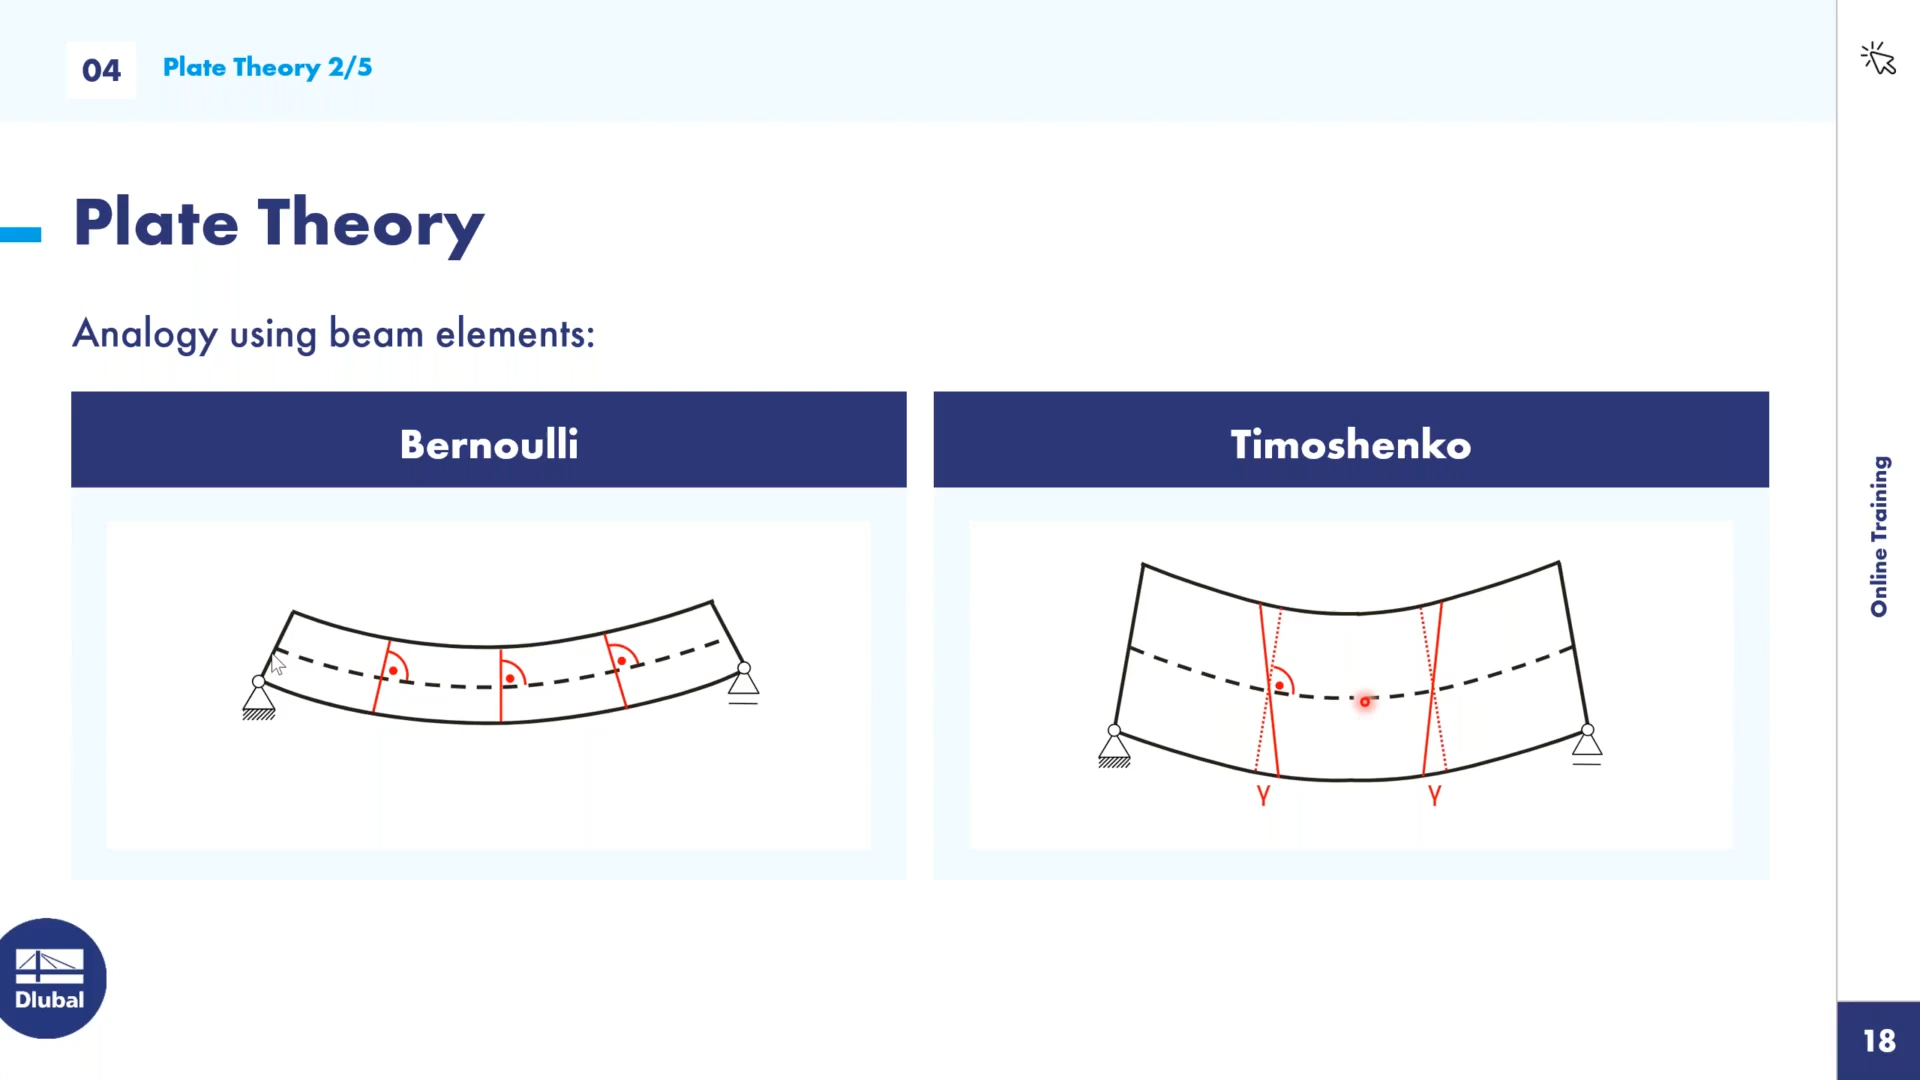 04
Plate Theory 2/5
Plate Theory
Analogy using beam elements:
Bernoulli
Timoshenko
γ
γ
Online Training
Dlubal
18